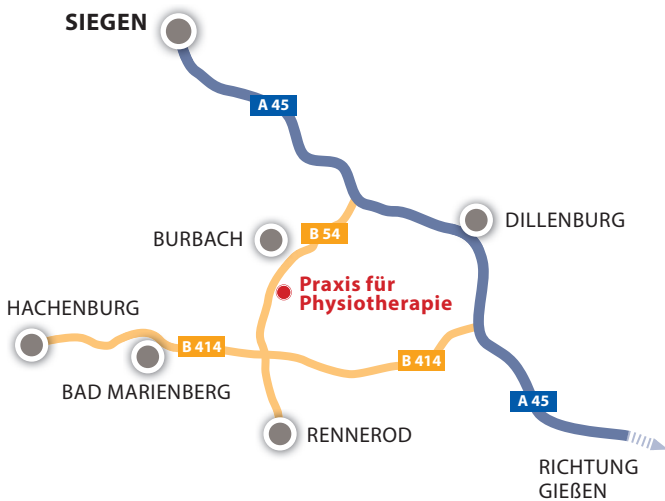 SIEGEN
A 45
DILLENBURG
B 54
BURBACH
Praxis für
Physiotherapie
HACHENBURG
B 414
B 414
BAD MARIENBERG
A 45
RENNEROD
RICHTUNG
GIEßEN